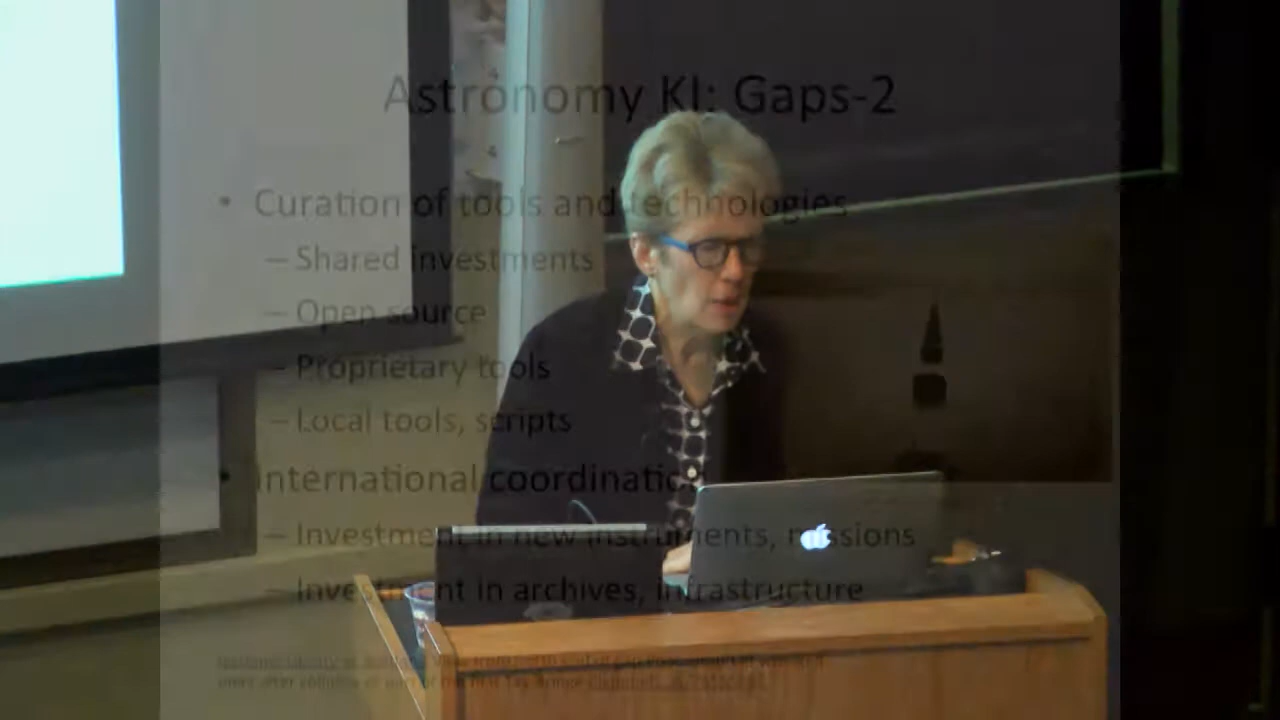 Astronomy KI: Gaps-2
• Curation of tools and technologies
– Shared investments
– Open source
– Proprietary tools
– Local tools, scripts
• International coordination
– Investment in new instruments, missions
– Investment in archives, infrastructure